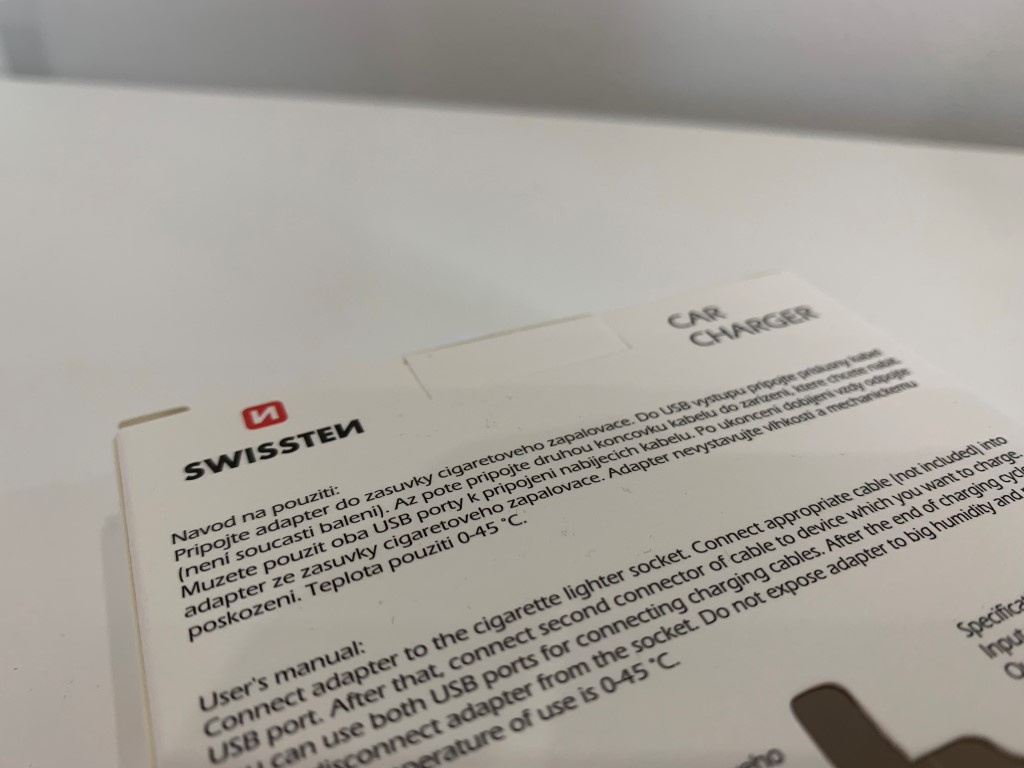 SWISSTEN
CAR
CHARGER
Navod na pouziti:
Pripojte adapter do zasuvky cigaretoveho zapalovace. Do USB vystupu pripojte prislusny kabel
(neni soucasti baleni). Az pote pripojte druhou koncovku kabelu do zarizeni, ktere chcete nabit.
Muzete pouzit oba USB porty k pripojeni nabijecich kabelu. Po ukonceni dobijeni vzdy odpojte
adapter ze zasuvky cigaretoveho zapalovace. Adapter nevystavujte vlhkosti a mechanickemu
poskozeni. Teplota pouziti 0-45 °C.
User's manual:
Connect adapter to the cigarette lighter socket. Connect appropriate cable (not included) into
USB port. After that, connect second connector of cable to device which you want to charge.
can use both USB ports for connecting charging cables. After the end of charging
disconnect adapter from the socket. Do not expose adapter to big humidity and
of use is 0-45 °C.
Input